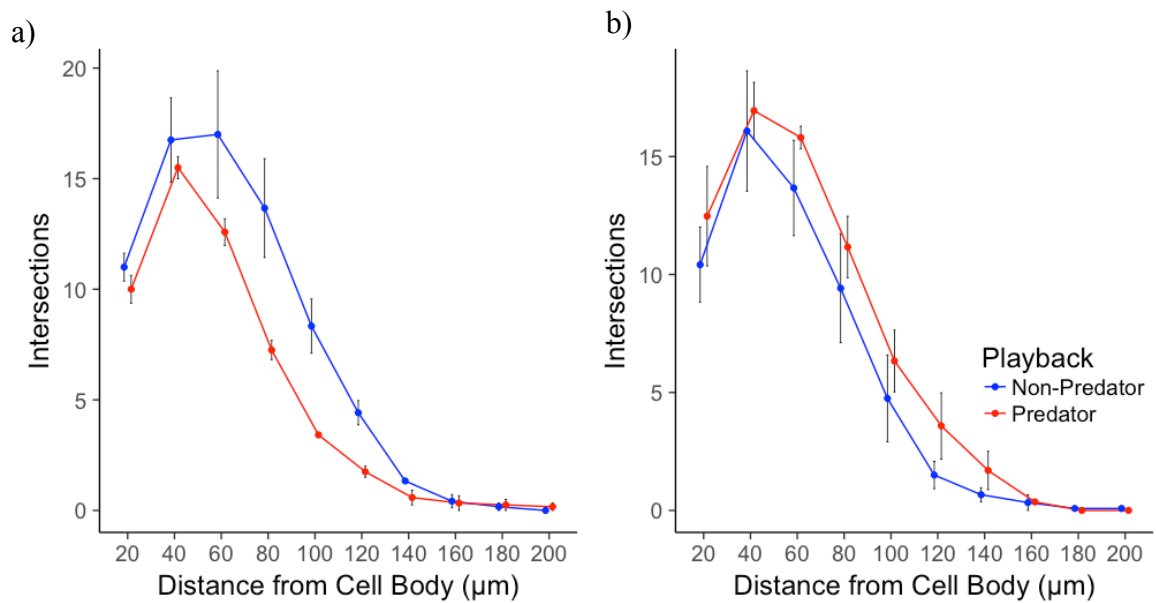 a)
20
15
10
5
0
Intersections
20 40 60 80 100 120 140 160 180 200
Distance from Cell Body (µm)
b)
15
10
5
0
Intersections
Playback
Non-Predator
Predator
20 40 60 80 100 120 140 160 180 200
Distance from Cell Body (µm)